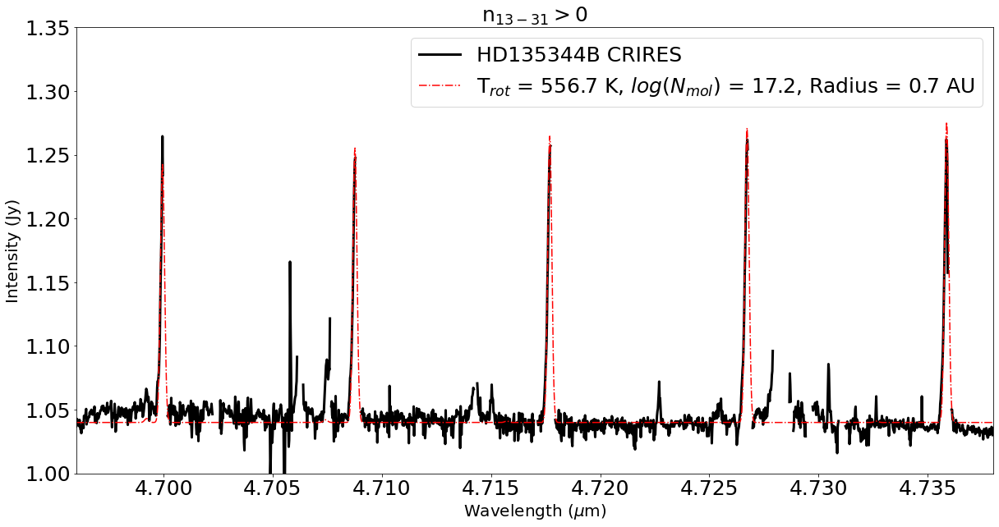 n₁₃₋₃₁ > 0
HD135344B CRIRES
T_rot = 556.7 K, log(N_mol) = 17.2, Radius = 0.7 AU
Intensity (Jy)
1.35
1.30
1.25
1.20
1.15
1.10
1.05
1.00
4.700 4.705 4.710 4.715 4.720 4.725 4.730 4.735
Wavelength (μm)